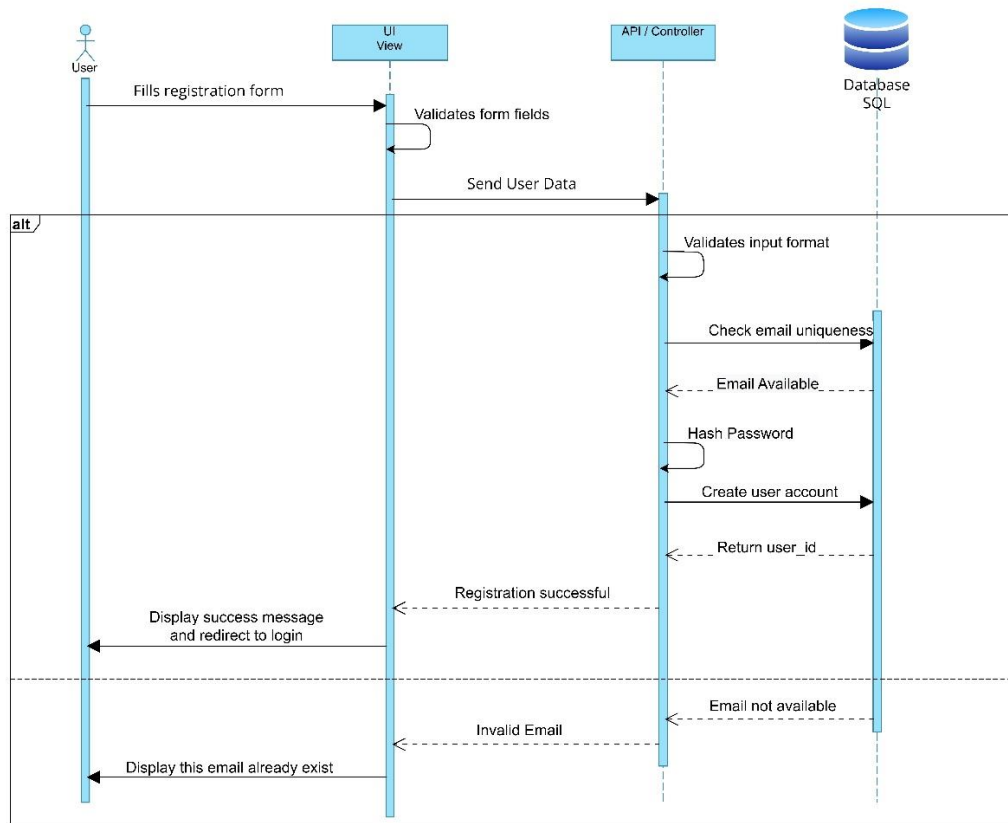 User
UI
View
API / Controller
Database
SQL
Fills registration form
Validates form fields
Send User Data
alt
Validates input format
Check email uniqueness
Email Available
Hash Password
Create user account
Return user_id
Registration successful
Display success message
and redirect to login
Email not available
Invalid Email
Display this email already exist